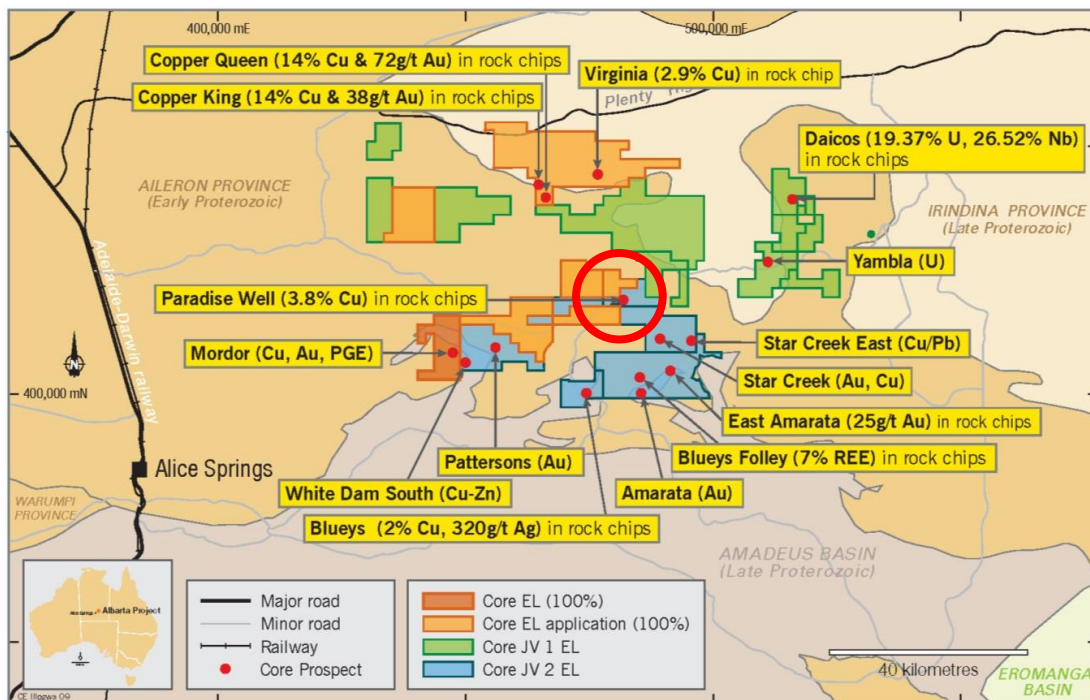 400,000 mE
500,000 mE
Copper Queen (14% Cu & 72g/t Au) in rock chips
Virginia (2.9% Cu) in rock chip
Copper King (14% Cu & 38g/t Au) in rock chips
Plenty
Daicos (19.37% U, 26.52% Nb)
in rock chips
AILERON PROVINCE
(Early Proterozoic)
IRINDINA PROVINCE
(Late Proterozoic)
Adelaide-Darwin railway
Yambla (U)
Paradise Well (3.8% Cu) in rock chips
N
Mordor (Cu, Au, PGE)
Star Creek East (Cu/Pb)
Star Creek (Au, Cu)
400,000 mN
East Amarata (25g/t Au) in rock chips
Alice Springs
Pattersons (Au)
Blueys Folley (7% REE) in rock chips
White Dam South (Cu-Zn)
Amarata (Au)
WARUMPI
PROVINCE
Blueys (2% Cu, 320g/t Ag) in rock chips
AMADEUS BASIN
(Late Proterozoic)
Albarta Project
Major road
Minor road
Railway
Core Prospect
Core EL (100%)
Core EL application (100%)
Core JV 1 EL
Core JV 2 EL
40 kilometres
EROMANGA
BASIN
CE Illogwa 09